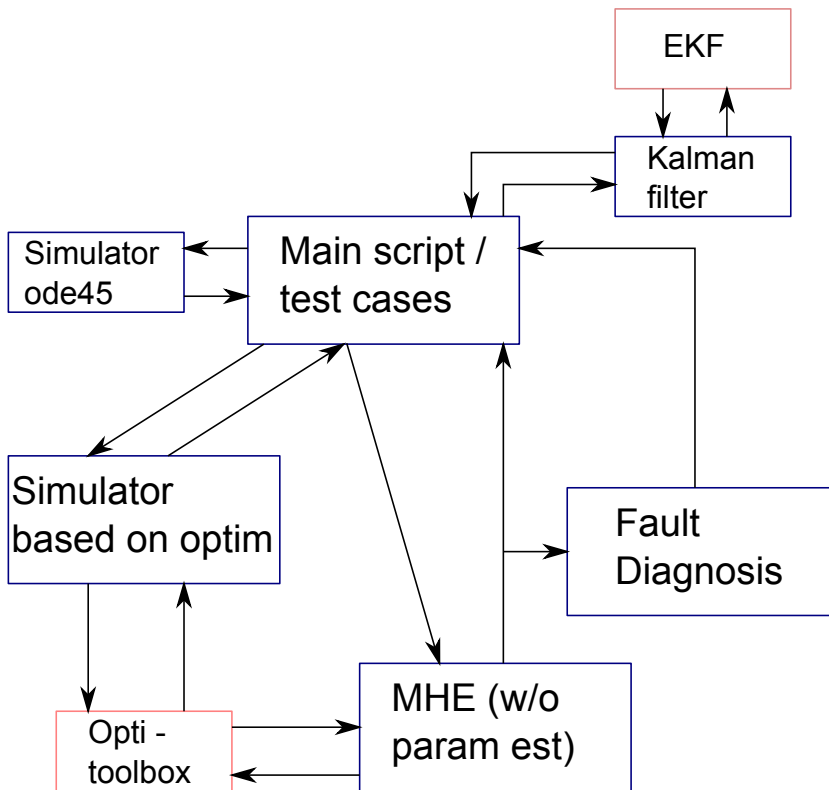 EKF
Kalman
filter
Main script /
test cases
Simulator
ode45
Simulator
based on optim
Fault
Diagnosis
MHE (w/o
param est)
Opti -
toolbox